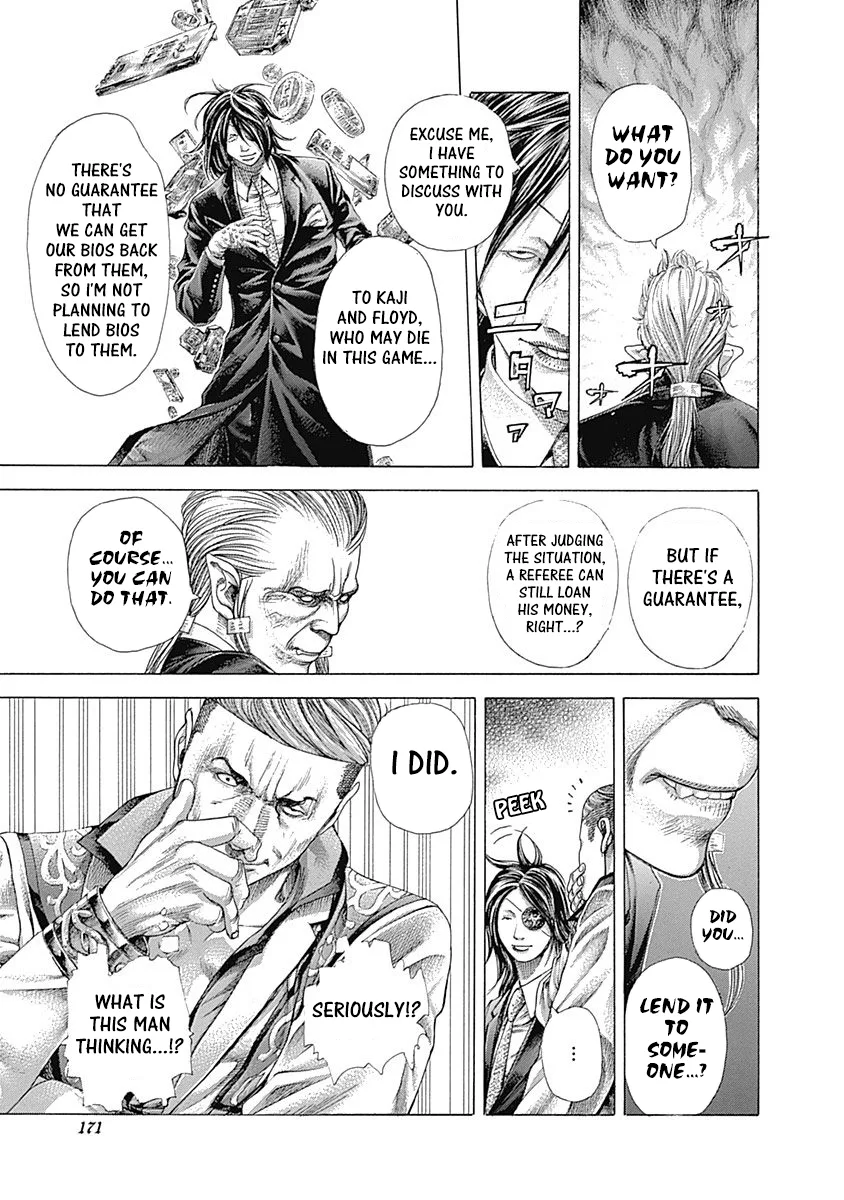 WHAT
DO YOU
WANT?
オ
オ
オ
オ
EXCUSE ME,
I HAVE
SOMETHING TO
DISCUSS WITH
YOU.
TO KAJI
AND FLOYD,
WHO MAY DIE
IN THIS GAME...
THERE'S
NO GUARANTEE
THAT
WE CAN GET
OUR BIOS BACK
FROM THEM,
SO I'M NOT
PLANNING TO
LEND BIOS
TO THEM.
BUT IF
THERE'S A
GUARANTEE,
AFTER JUDGING
THE SITUATION,
A REFEREE CAN
STILL LOAN
HIS MONEY,
RIGHT...?
OF
COURSE...
YOU CAN
DO THAT.
DID
YOU...
LEND IT
TO
SOME-
ONE...?
PEEK
...
I DID.
SERIOUSLY!?
WHAT IS
THIS MAN
THINKING...!?
171